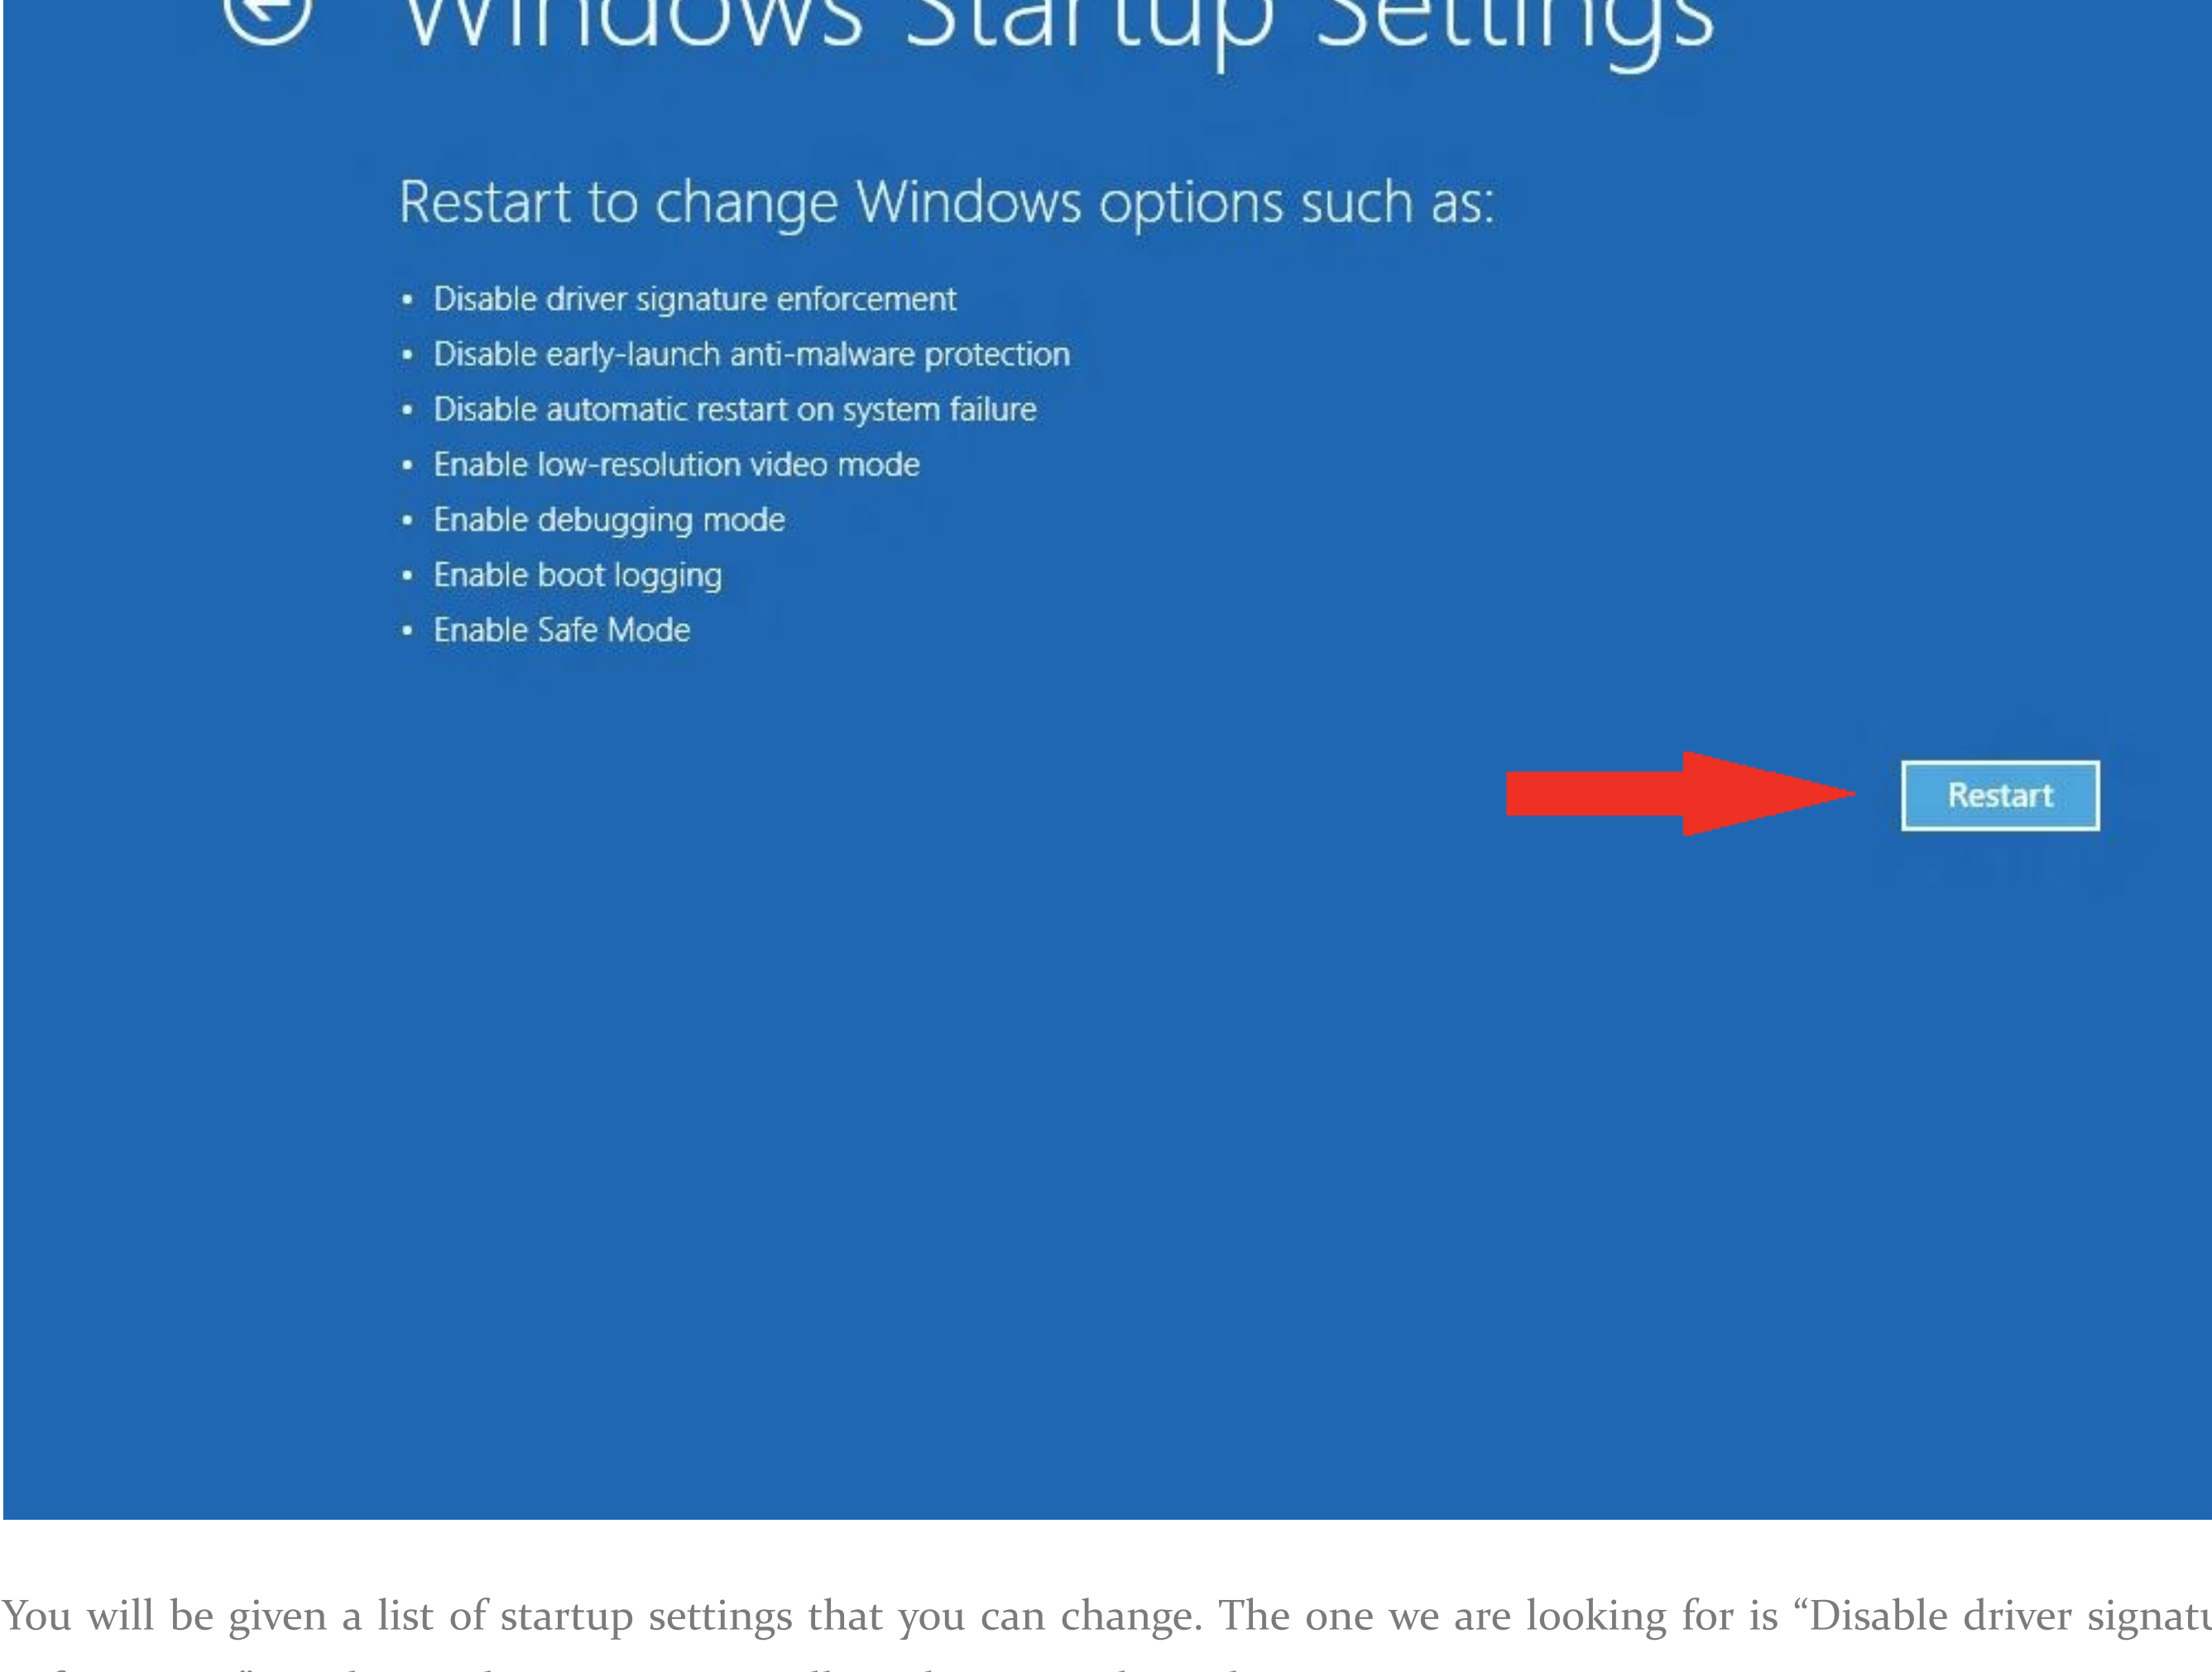 Windows Startup Settings
Restart to change Windows options such as:
• Disable driver signature enforcement
• Disable early-launch anti-malware protection
• Disable automatic restart on system failure
• Enable low-resolution video mode
• Enable debugging mode
• Enable boot logging
• Enable Safe Mode
Restart
You will be given a list of startup settings that you can change. The one we are looking for is “Disable driver